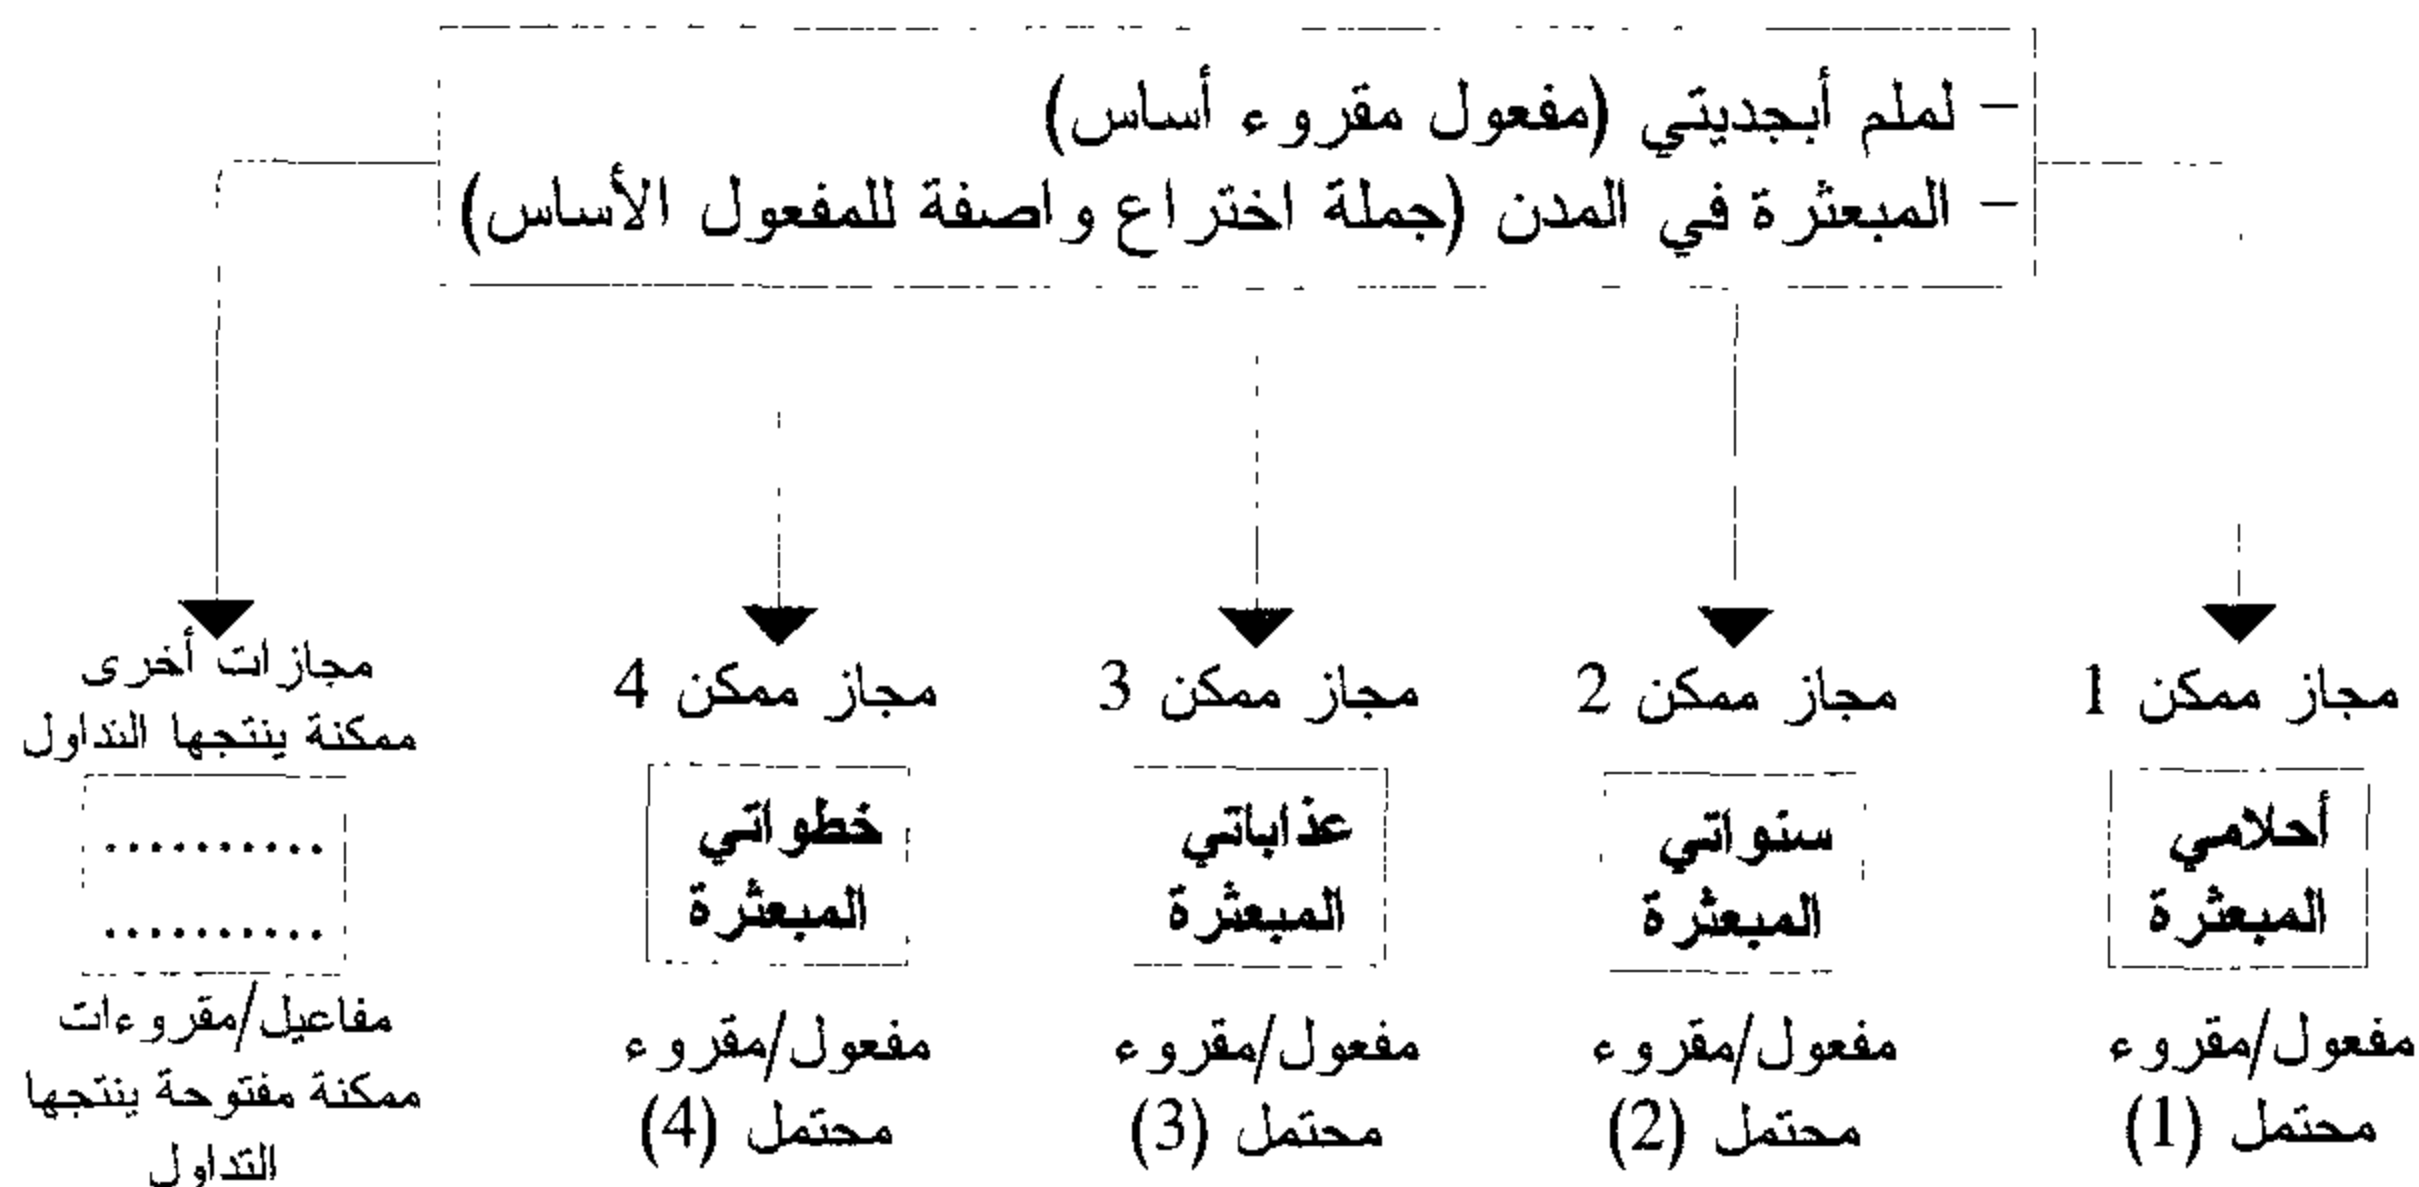 – لملم أبجديتي (مفعول مقروء أساس)
– المبعثرة في المدن (جملة اختراع واصفة للمفعول الأساس)
مجاز ممكن 1
أحلامي
المبعثرة
مفعول/مقروء
محتمل (1)
مجاز ممكن 2
سنواتي
المبعثرة
مفعول/مقروء
محتمل (2)
مجاز ممكن 3
عذاباتي
المبعثرة
مفعول/مقروء
محتمل (3)
مجاز ممكن 4
خطواتي
المبعثرة
مفعول/مقروء
محتمل (4)
مجازات أخرى
ممكنة ينتجها التداول
..........
..........
مفاعيل/مقروءات
ممكنة مفتوحة ينتجها
التداول